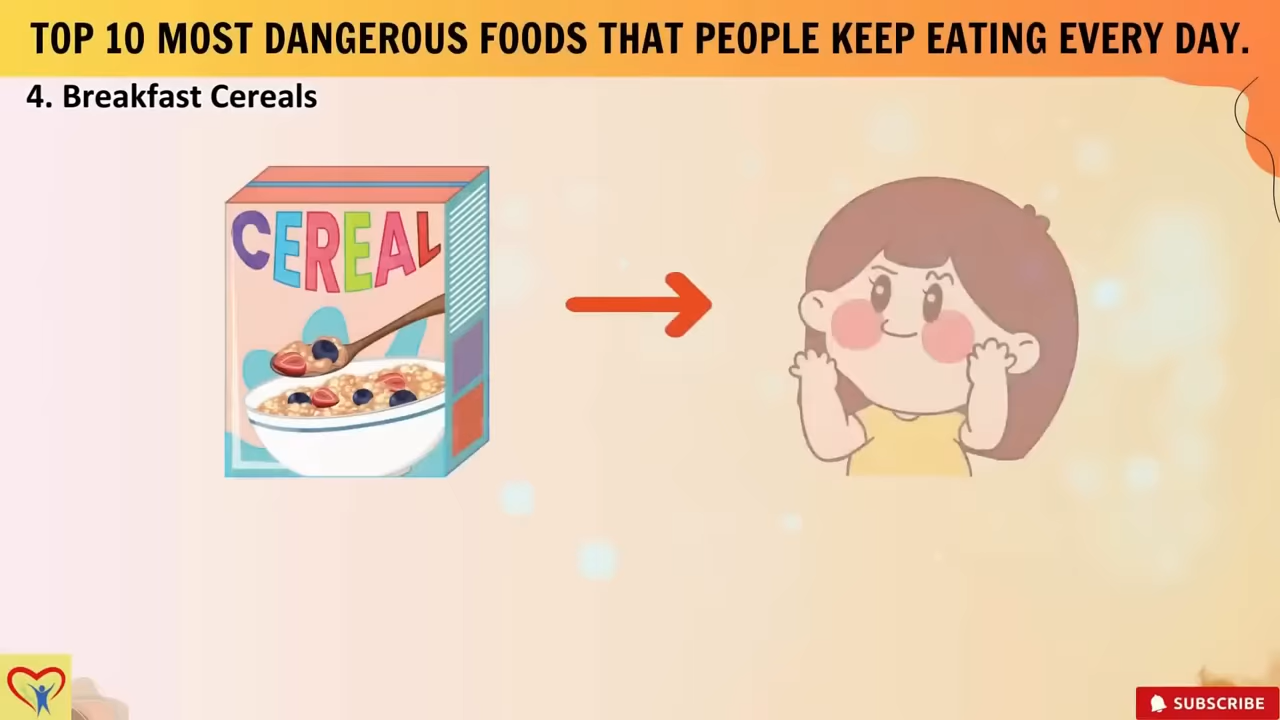 TOP 10 MOST DANGEROUS FOODS THAT PEOPLE KEEP EATING EVERY DAY.
4. Breakfast Cereals
CEREAL
SUBSCRIBE